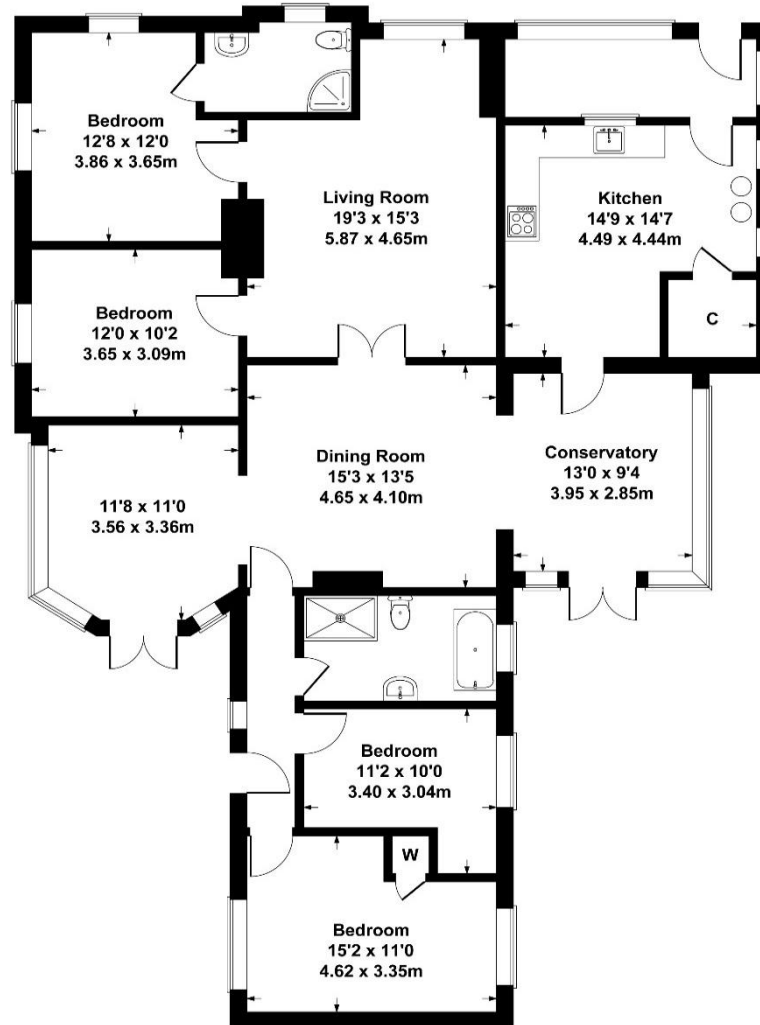 Bedroom
12'8 x 12'0
3.86 x 3.65m
Living Room
19'3 x 15'3
5.87 x 4.65m
Kitchen
14'9 x 14'7
4.49 x 4.44m
C
Bedroom
12'0 x 10'2
3.65 x 3.09m
11'8 x 11'0
3.56 x 3.36m
Dining Room
15'3 x 13'5
4.65 x 4.10m
Conservatory
13'0 x 9'4
3.95 x 2.85m
Bedroom
11'2 x 10'0
3.40 x 3.04m
W
Bedroom
15'2 x 11'0
4.62 x 3.35m